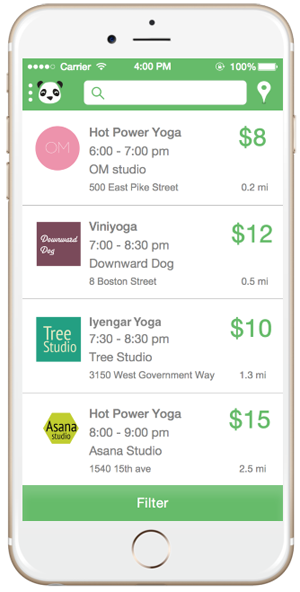 Carrier 4:00 PM 100%
OM
Hot Power Yoga $8
6:00 - 7:00 pm
OM studio
500 East Pike Street 0.2 mi
Downward
Dog
Viniyoga $12
7:00 - 8:30 pm
Downward Dog
8 Boston Street 0.5 mi
Tree
Studio
Iyengar Yoga $10
7:30 - 8:30 pm
Tree Studio
3150 West Government Way 1.3 mi
Asana
studio
Hot Power Yoga $15
8:00 - 9:00 pm
Asana Studio
1540 15th ave 2.5 mi
Filter